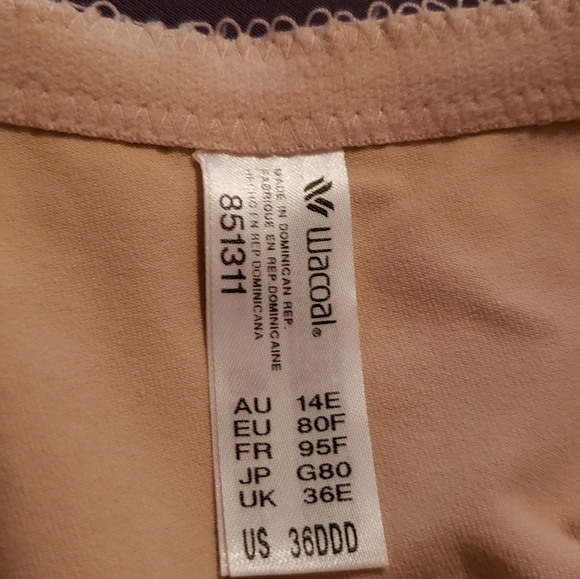 wacoal®
MADE IN DOMINICAN REP.
FABRIQUE EN REP.DOMINICAINE
HECHO EN REP DOMINICANA
851311
AU 14E
EU 80F
FR 95F
JP G80
UK 36E
US 36DDD